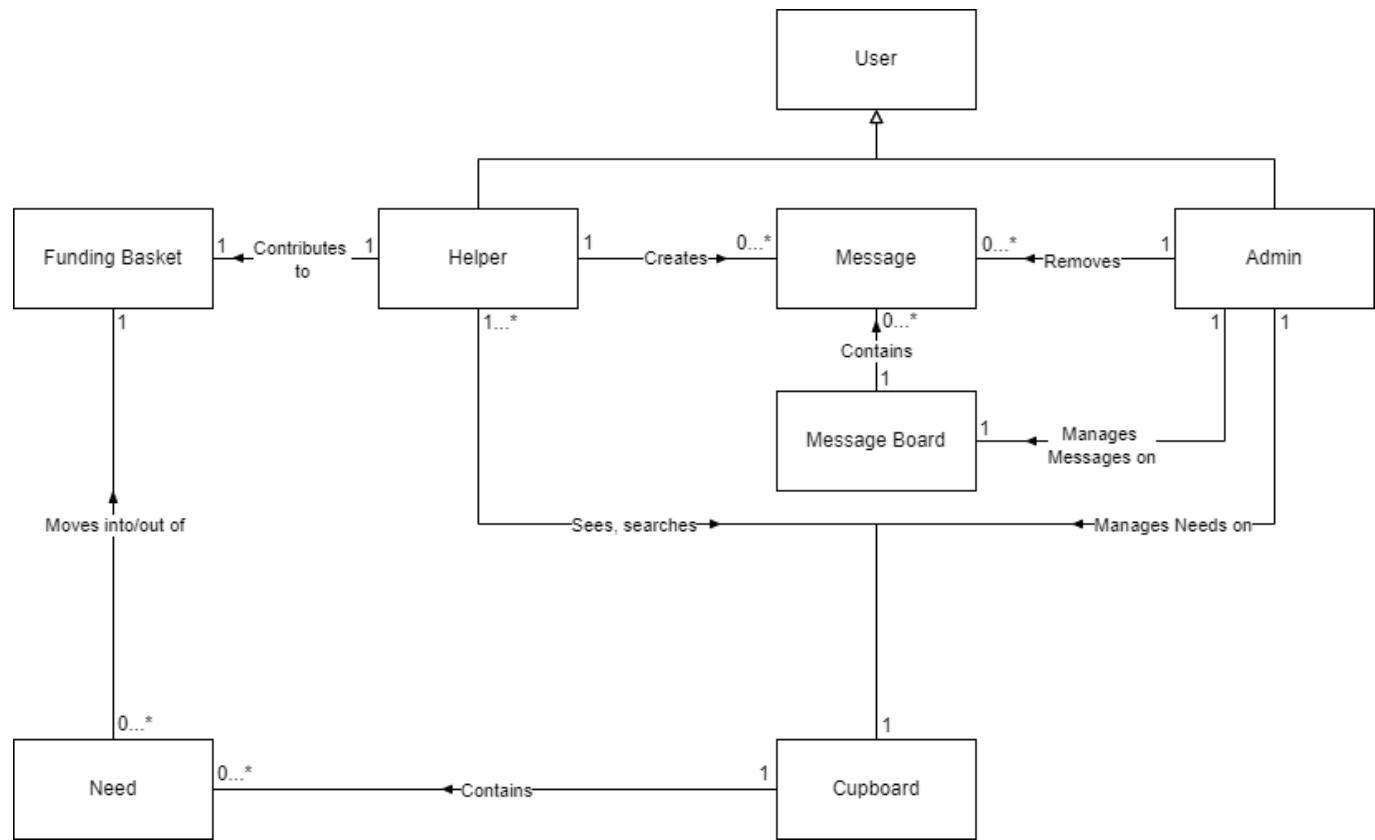 User
Funding Basket
1
Contributes
to
1
Helper
1
Creates
0...*
Message
0...*
Removes
1
Admin
1
1...*
0...*
1
1
Contains
1
Message Board
1
Manages
Messages on
Moves into/out of
Sees, searches
Manages Needs on
0...*
1
Need
0...*
Contains
1
Cupboard